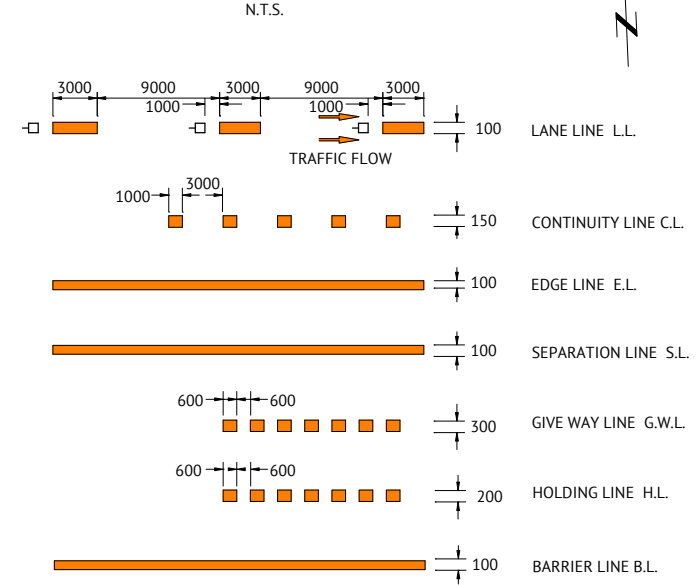 N.T.S.
3000 9000 3000 9000 3000
1000 1000
100 LANE LINE L.L.
TRAFFIC FLOW
1000 3000
150 CONTINUITY LINE C.L.
100 EDGE LINE E.L.
100 SEPARATION LINE S.L.
600 600
300 GIVE WAY LINE G.W.L.
600 600
200 HOLDING LINE H.L.
100 BARRIER LINE B.L.